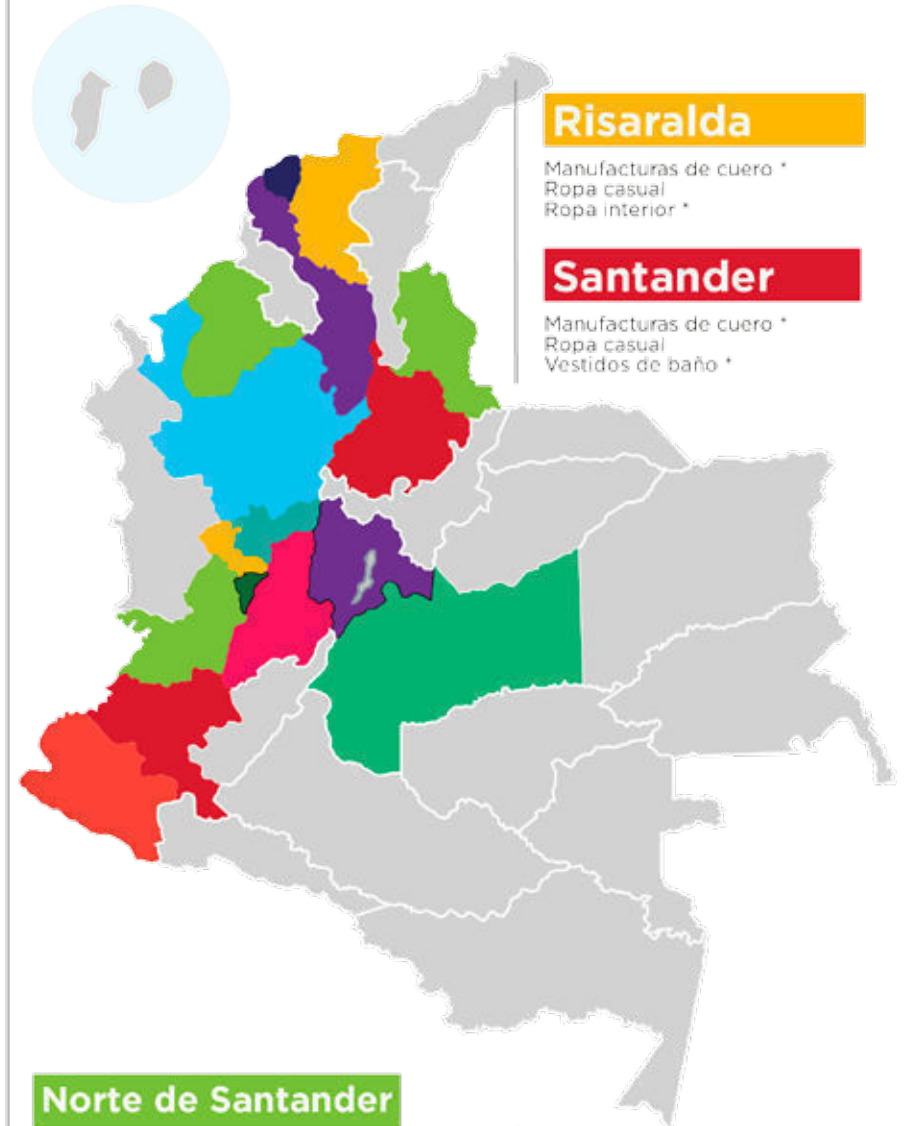 Risaralda
Manufacturas de cuero *
Ropa casual
Ropa interior *
Santander
Manufacturas de cuero *
Ropa casual
Vestidos de baño *
Norte de Santander